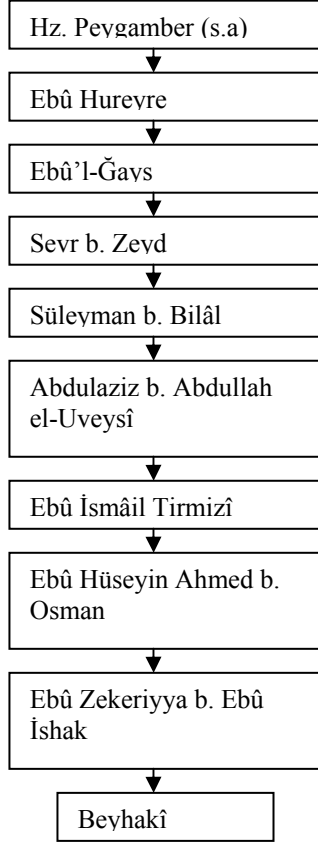 Hz. Peygamber (s.a)
Ebû Hureyre
Ebû’l-Ğays
Sevr b. Zeyd
Süleyman b. Bilâl
Abdulaziz b. Abdullah
el-Uveysî
Ebû İsmâil Tirmizî
Ebû Hüseyin Ahmed b.
Osman
Ebû Zekeriyya b. Ebû
İshak
Beyhakî